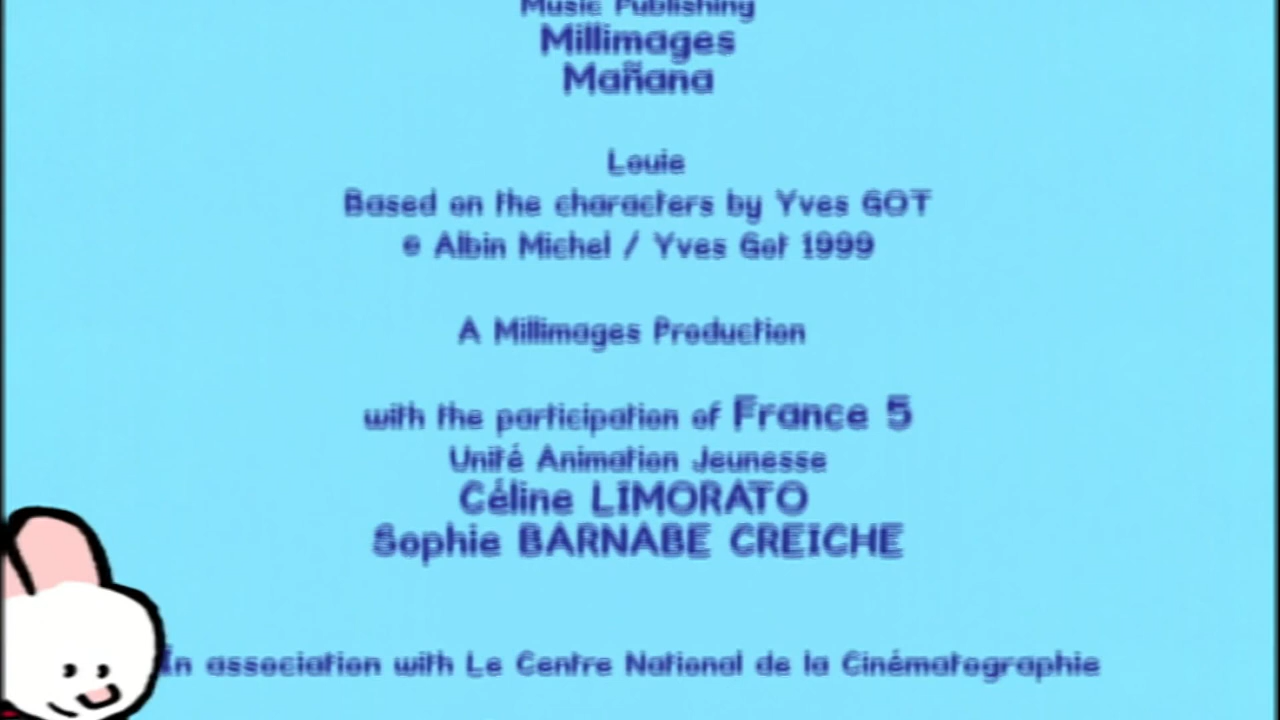 Music Publishing
Millimages
Mañana
Louie
Based on the characters by Yves GOT
© Albin Michel / Yves Got 1999
A Millimages Production
with the participation of France 5
Unité Animation Jeunesse
Céline LIMORATO
Sophie BARNABE CREICHE
In association with Le Centre National de la Cinématographie